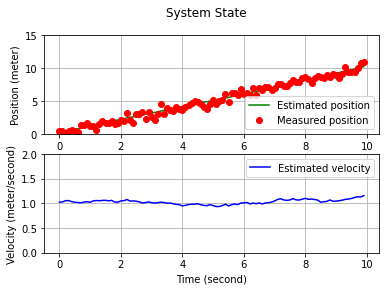 System State
Position (meter)
15
10
5
0
Estimated position
Measured position
0 2 4 6 8 10
Velocity (meter/second)
2.0
1.5
1.0
0.5
0.0
Estimated velocity
0 2 4 6 8 10
Time (second)